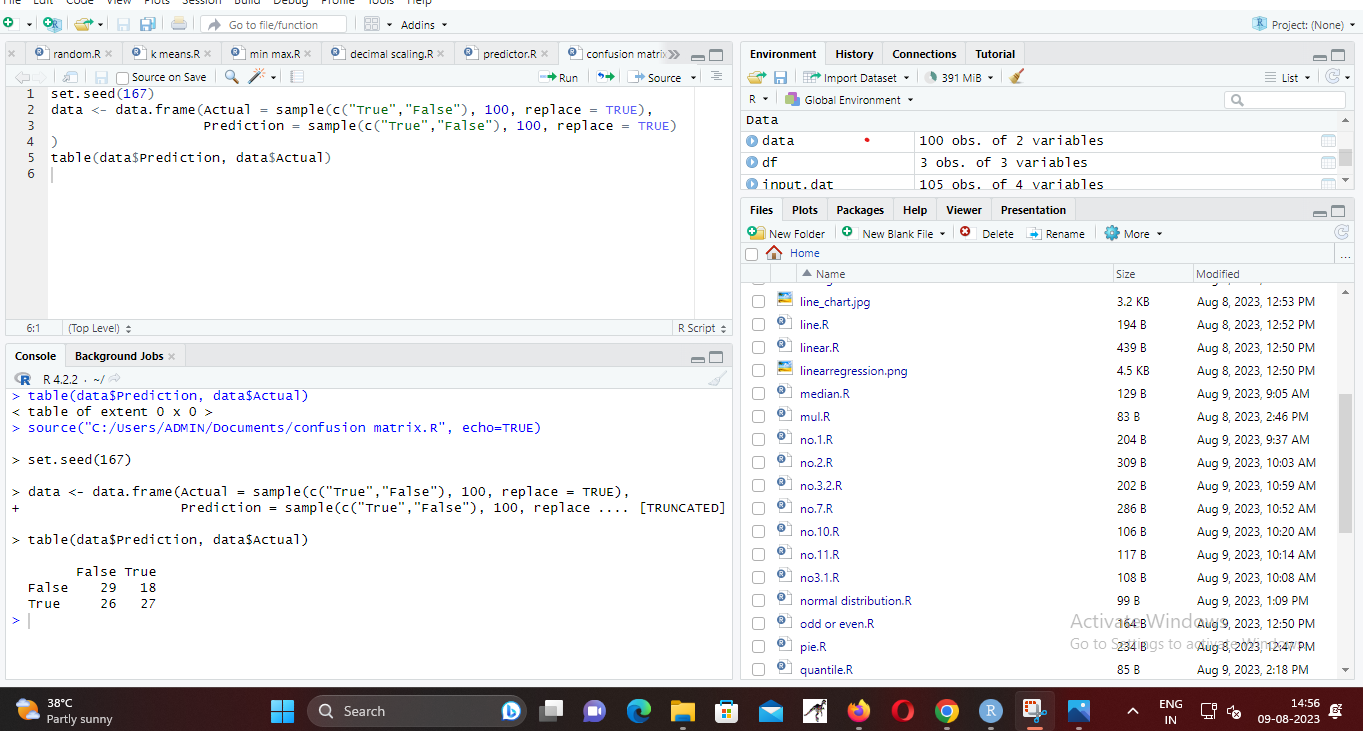 File Edit Code View Plots Session Build Debug Profile Tools Help
Go to file/function
Addins
Project: (None)
random.R
k means.R
min max.R
decimal scaling.R
predictor.R
confusion matri
Source on Save
Run
Source
1 set.seed(167)
2 data <- data.frame(Actual = sample(c("True","False"), 100, replace = TRUE),
3 Prediction = sample(c("True","False"), 100, replace = TRUE)
4 )
5 table(data$Prediction, data$Actual)
6
6:1
(Top Level)
R Script
Console
Background Jobs
R 4.2.2 · ~/
> table(data$Prediction, data$Actual)
< table of extent 0 x 0 >
> source("C:/Users/ADMIN/Documents/confusion matrix.R", echo=TRUE)
> set.seed(167)
> data <- data.frame(Actual = sample(c("True","False"), 100, replace = TRUE),
+ Prediction = sample(c("True","False"), 100, replace .... [TRUNCATED]
> table(data$Prediction, data$Actual)
False True
False 29 18
True 26 27
>
Environment
History
Connections
Tutorial
Import Dataset
391 MiB
List
R
Global Environment
Data
data 100 obs. of 2 variables
df 3 obs. of 3 variables
input.dat 105 obs. of 4 variables
Files
Plots
Packages
Help
Viewer
Presentation
New Folder
New Blank File
Delete
Rename
More
Home
...
Name Size Modified
line_chart.jpg 3.2 KB Aug 8, 2023, 12:53 PM
line.R 194 B Aug 8, 2023, 12:52 PM
linear.R 439 B Aug 8, 2023, 12:50 PM
linearregression.png 4.5 KB Aug 8, 2023, 12:50 PM
median.R 129 B Aug 9, 2023, 9:05 AM
mul.R 83 B Aug 8, 2023, 2:46 PM
no.1.R 204 B Aug 9, 2023, 9:37 AM
no.2.R 309 B Aug 9, 2023, 10:03 AM
no.3.2.R 202 B Aug 9, 2023, 10:59 AM
no.7.R 286 B Aug 9, 2023, 10:52 AM
no.10.R 106 B Aug 9, 2023, 10:20 AM
no.11.R 117 B Aug 9, 2023, 10:14 AM
no3.1.R 108 B Aug 9, 2023, 10:08 AM
normal distribution.R 99 B Aug 9, 2023, 1:09 PM
odd or even.R 164 B Aug 9, 2023, 12:50 PM
pie.R 234 B Aug 8, 2023, 12:47 PM
quantile.R 85 B Aug 9, 2023, 2:18 PM
Activate Windows
Go to Settings to activate Windows.
38°C
Partly sunny
Search
ENG
IN
14:56
09-08-2023